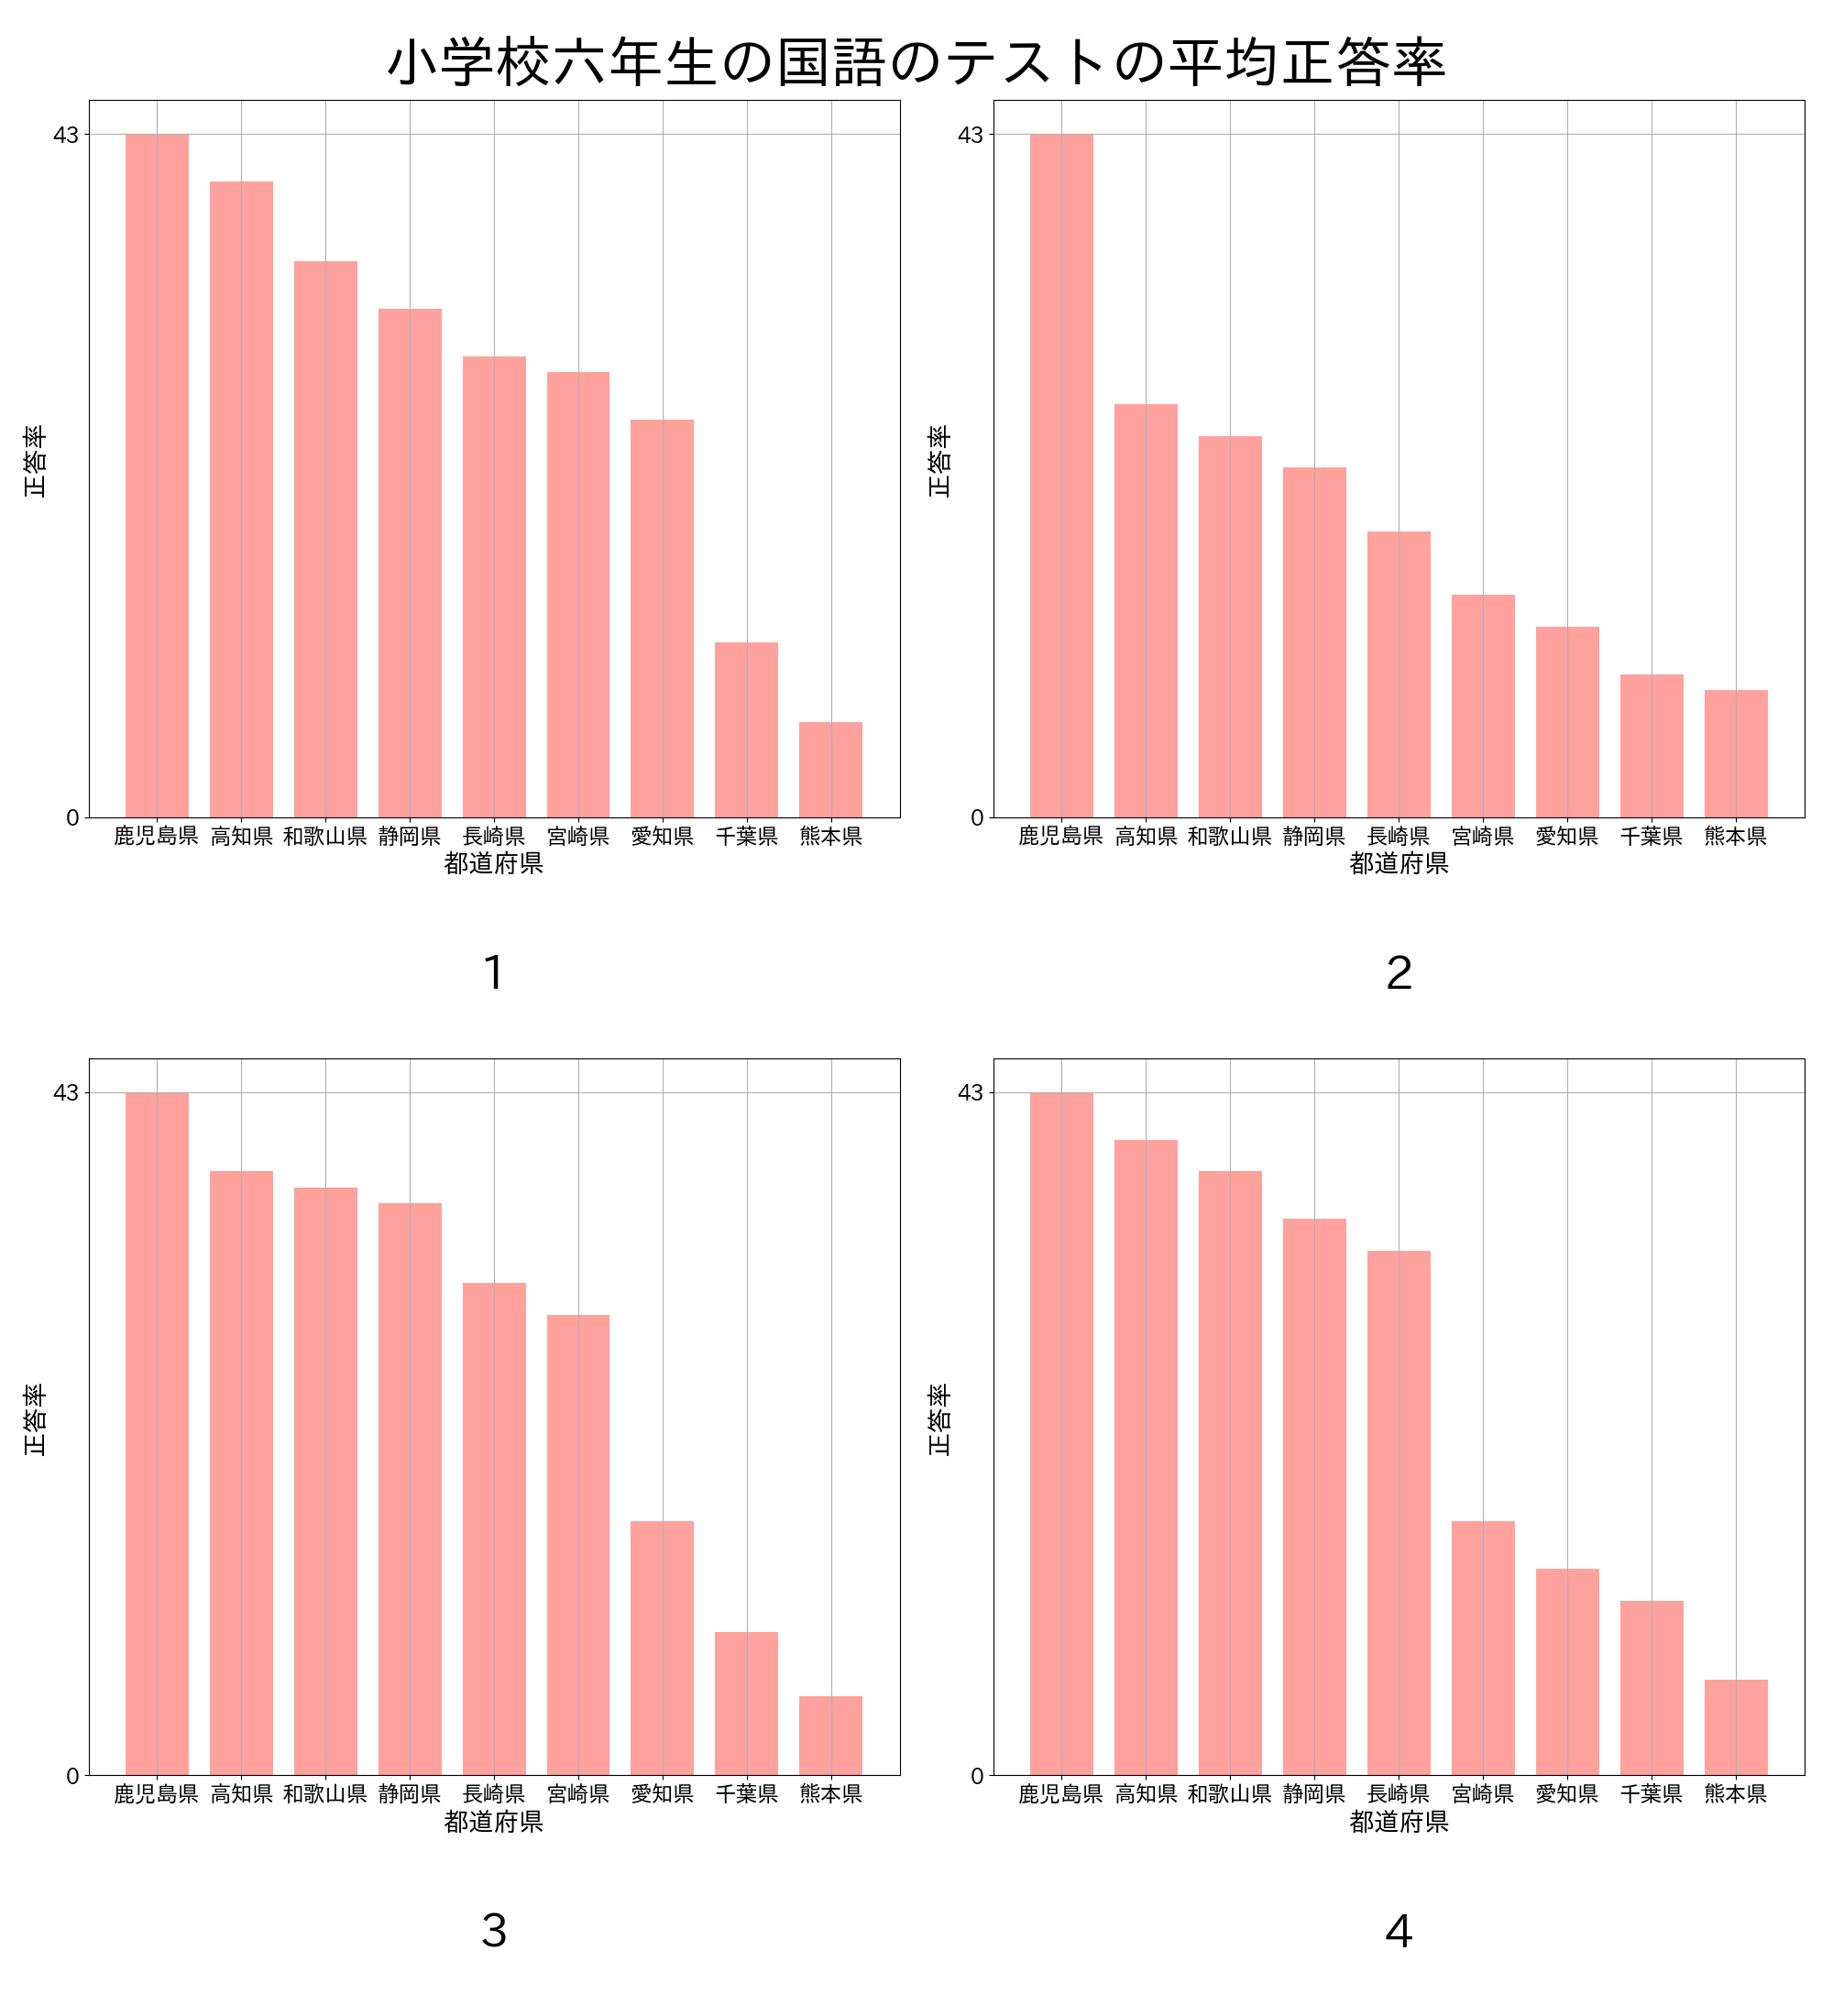 小学校六年生の国語のテストの平均正答率
43
0
正答率
鹿児島県 高知県 和歌山県 静岡県 長崎県 宮崎県 愛知県 千葉県 熊本県
都道府県
1
43
0
正答率
鹿児島県 高知県 和歌山県 静岡県 長崎県 宮崎県 愛知県 千葉県 熊本県
都道府県
2
43
0
正答率
鹿児島県 高知県 和歌山県 静岡県 長崎県 宮崎県 愛知県 千葉県 熊本県
都道府県
3
43
0
正答率
鹿児島県 高知県 和歌山県 静岡県 長崎県 宮崎県 愛知県 千葉県 熊本県
都道府県
4